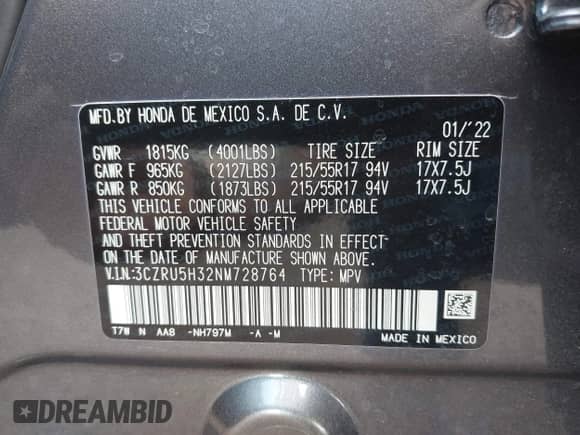 MFD.BY HONDA DE MEXICO S.A. DE C.V.
01/'22
GVWR 1815KG (4001LBS) TIRE SIZE RIM SIZE
GAWR F 965KG (2127LBS) 215/55R17 94V 17X7.5J
GAWR R 850KG (1873LBS) 215/55R17 94V 17X7.5J
THIS VEHICLE CONFORMS TO ALL APPLICABLE
FEDERAL MOTOR VEHICLE SAFETY
AND THEFT PREVENTION STANDARDS IN EFFECT
ON THE DATE OF MANUFACTURE SHOWN ABOVE.
V.I.N.:3CZRU5H32NM728764 TYPE: MPV
T7W N AA8 -NH797M -A -M
MADE IN MEXICO
DREAMBID